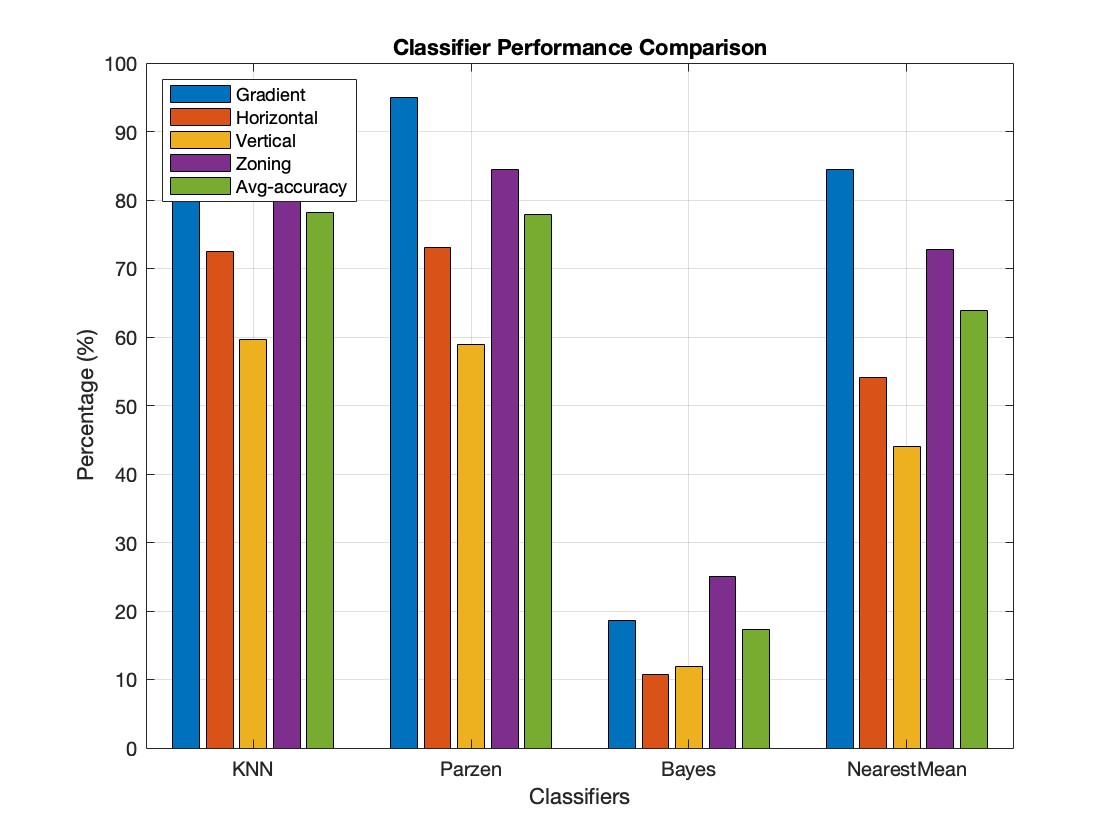 Classifier Performance Comparison
100
90
80
70
60
50
40
30
20
10
0
Percentage (%)
Gradient
Horizontal
Vertical
Zoning
Avg-accuracy
KNN
Parzen
Bayes
NearestMean
Classifiers